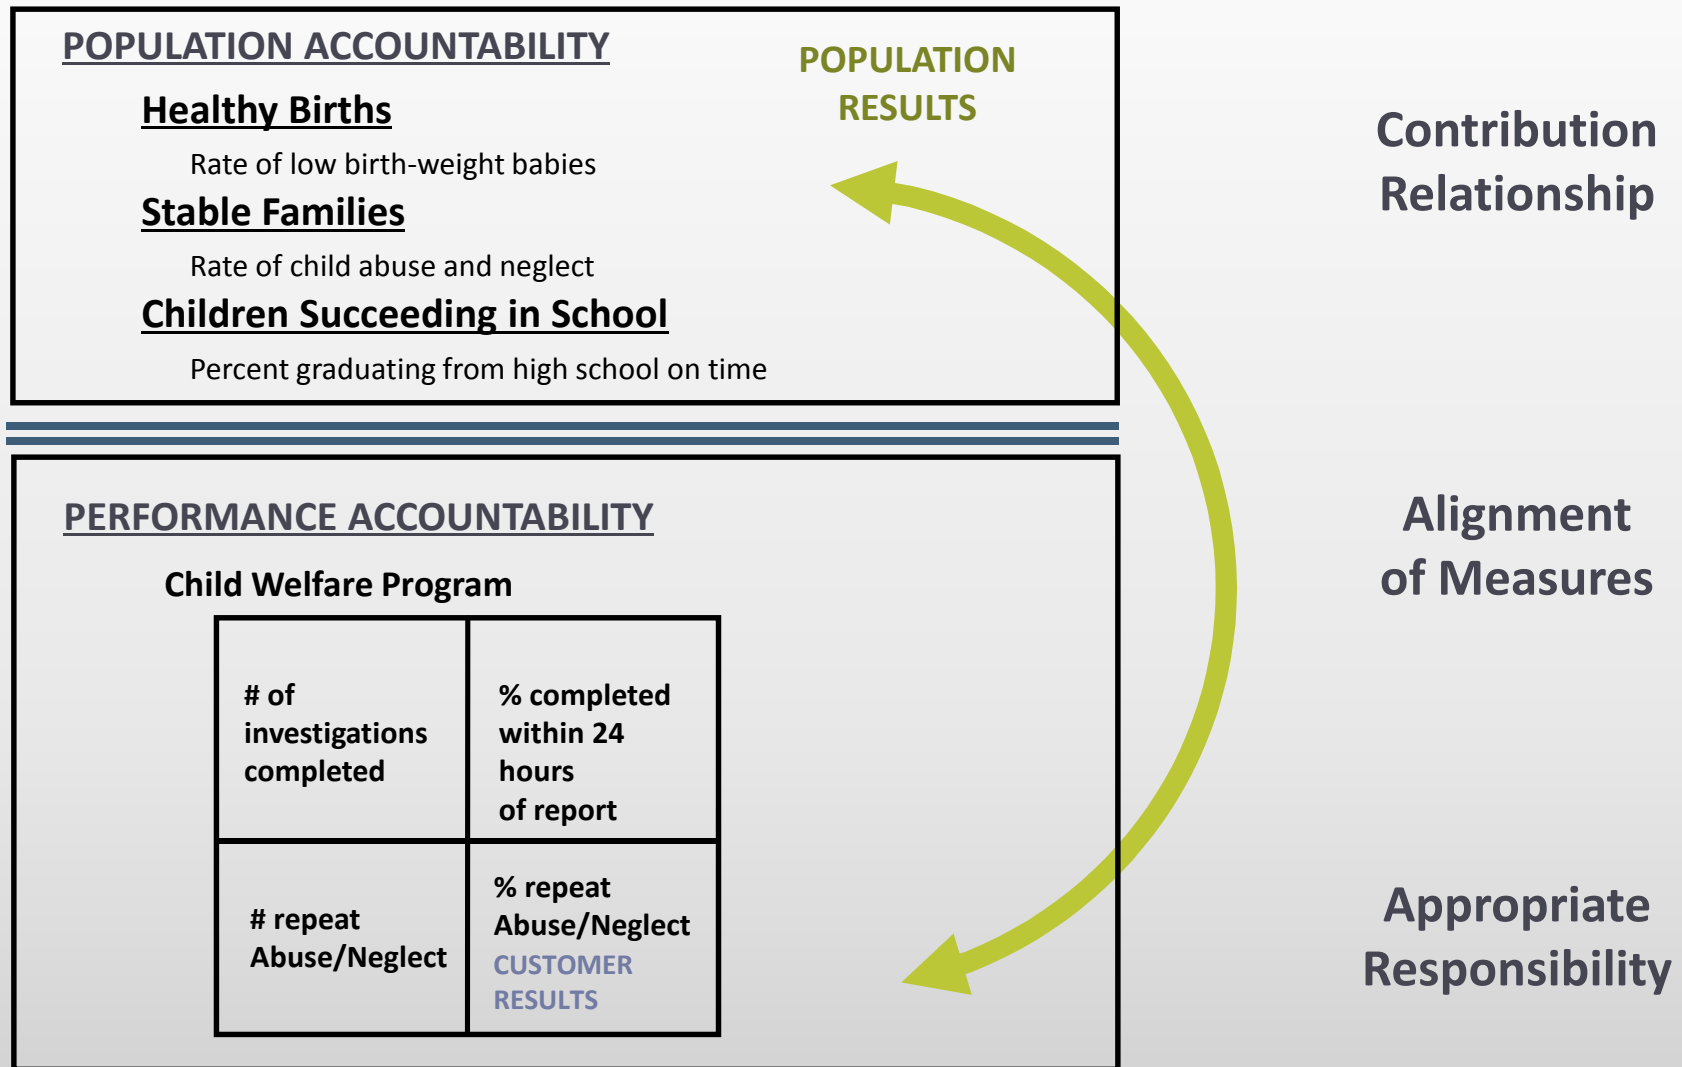 POPULATION ACCOUNTABILITY
POPULATION
RESULTS
Healthy Births
Rate of low birth-weight babies
Stable Families
Rate of child abuse and neglect
Children Succeeding in School
Percent graduating from high school on time
Contribution
Relationship
PERFORMANCE ACCOUNTABILITY
Child Welfare Program
# of
investigations
completed
% completed
within 24
hours
of report
# repeat
Abuse/Neglect
% repeat
Abuse/Neglect
CUSTOMER
RESULTS
Alignment
of Measures
Appropriate
Responsibility